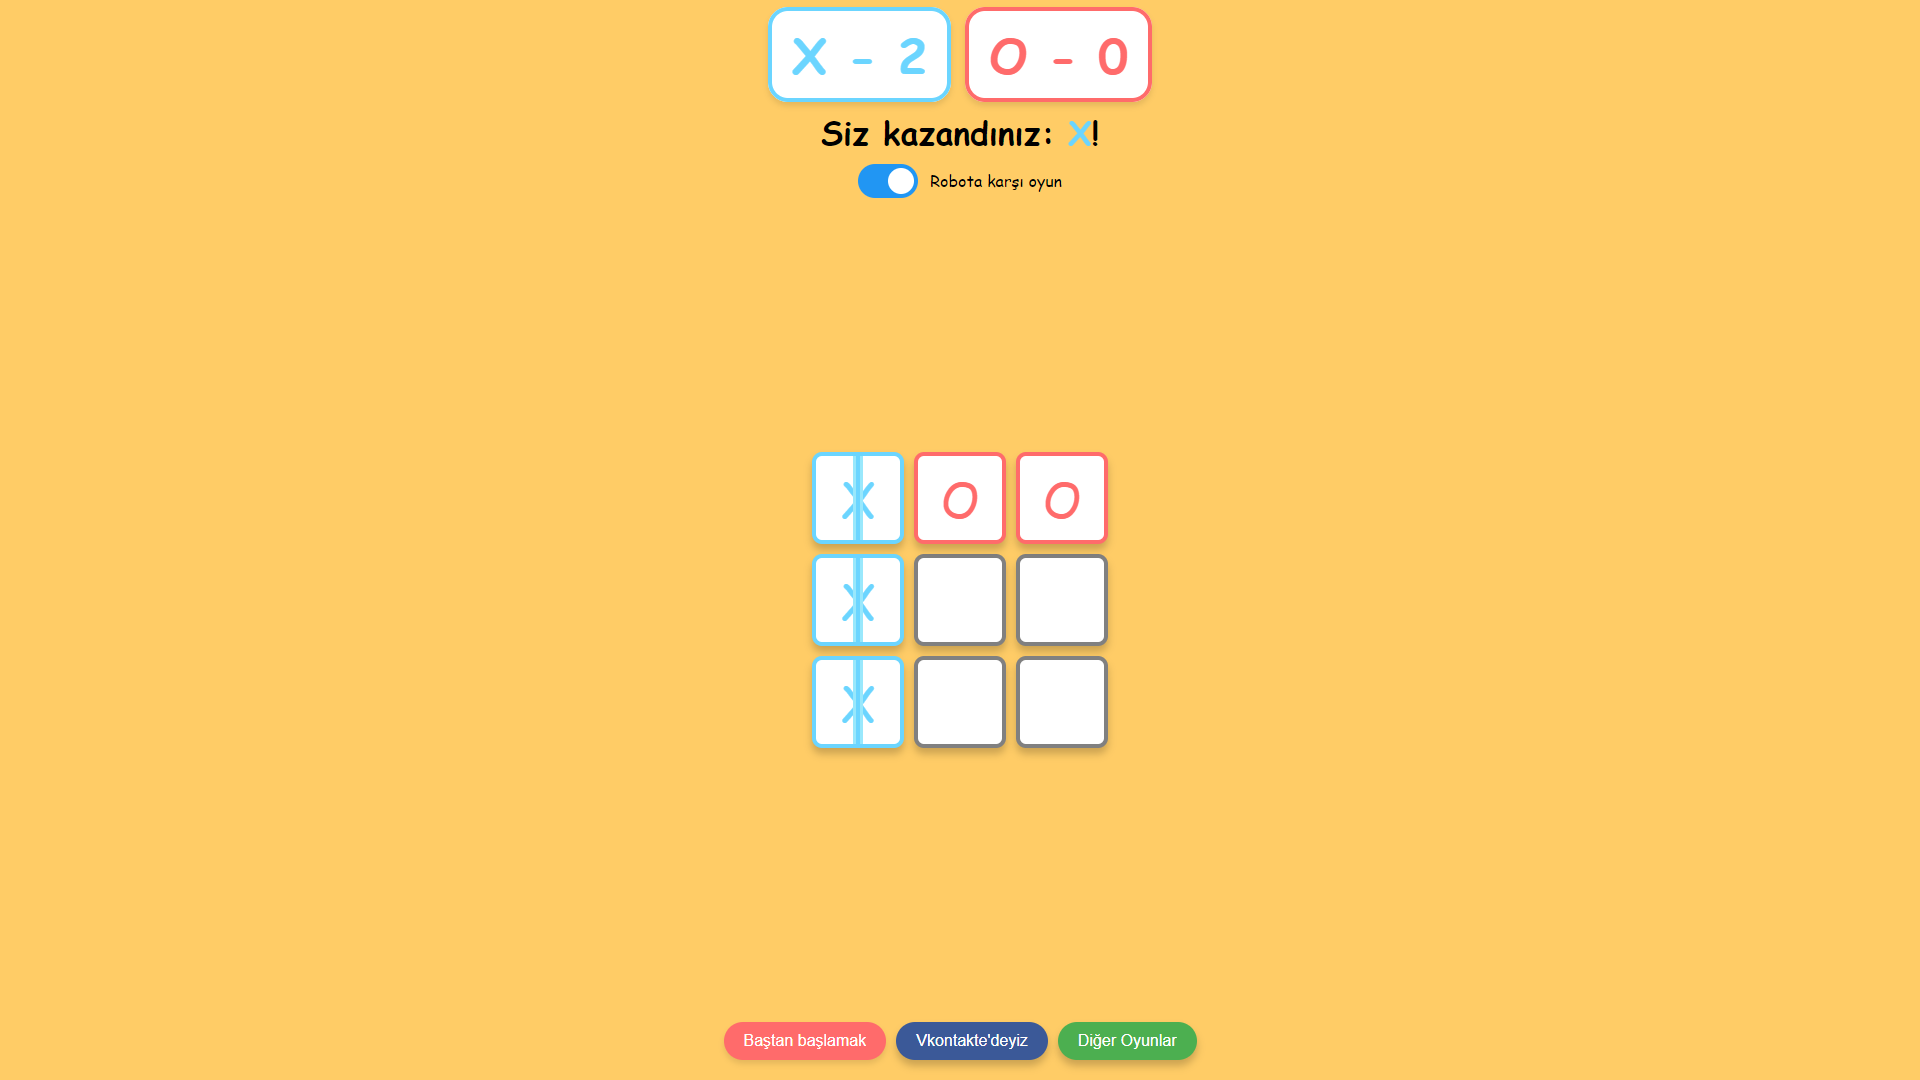 X - 2 O - 0
Siz kazandınız: X!
Robota karşı oyun
X O O
X
X
Baştan başlamak Vkontakte'deyiz Diğer Oyunlar